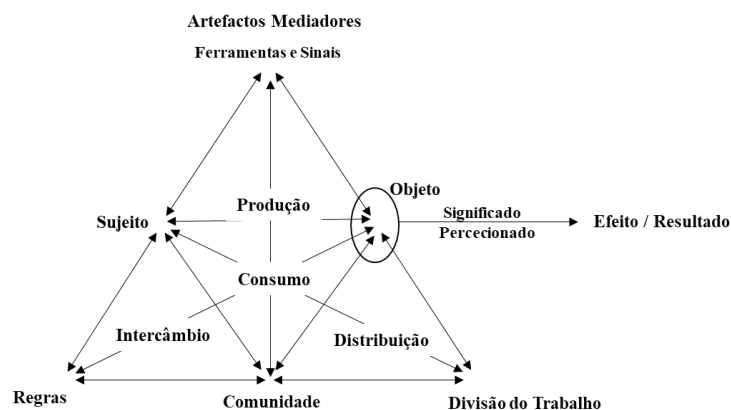 Artefactos Mediadores
Ferramentas e Sinais
Objeto
Produção
Sujeito
Significado
Percecionado
Efeito / Resultado
Consumo
Intercâmbio
Distribuição
Regras
Comunidade
Divisão do Trabalho